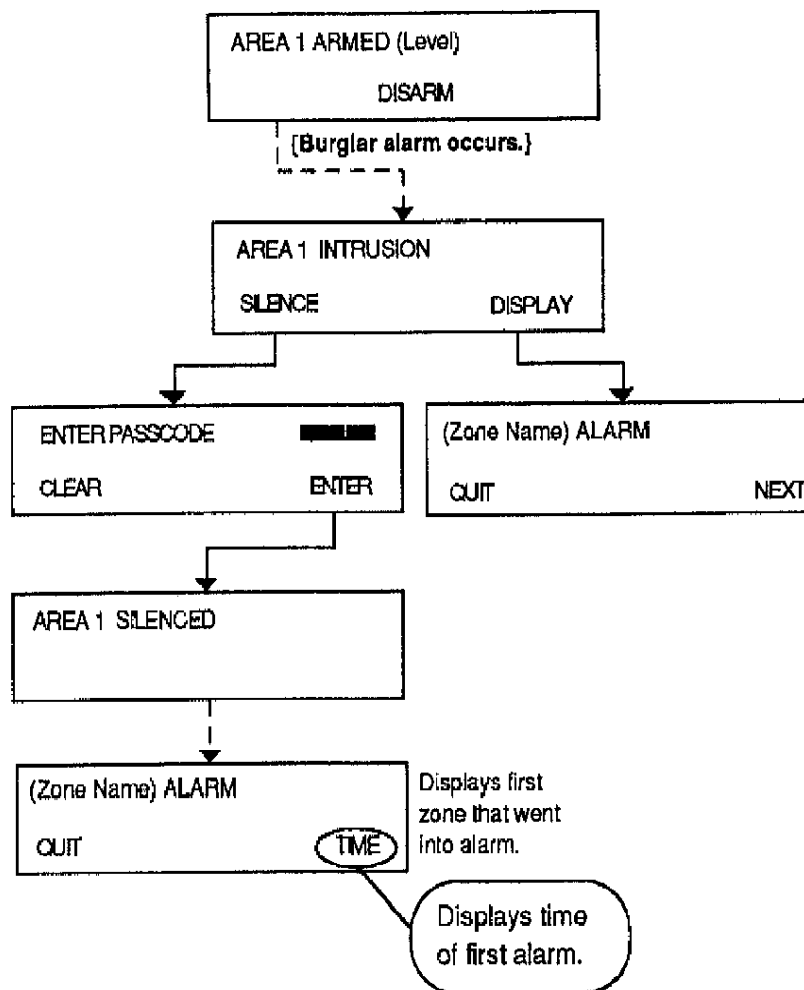 AREA 1 ARMED (Level)
DISARM
{Burglar alarm occurs.}
AREA 1 INTRUSION
SILENCE DISPLAY
ENTER PASSCODE
CLEAR ENTER
(Zone Name) ALARM
QUIT NEXT
AREA 1 SILENCED
(Zone Name) ALARM
QUIT TIME
Displays first
zone that went
into alarm.
Displays time
of first alarm.